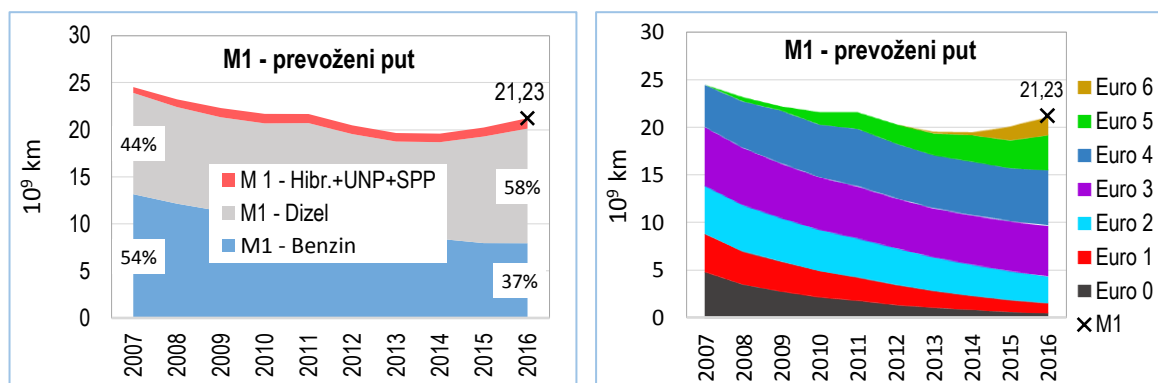 M1 - prevoženi put
30
25
20
15
10
5
0
10⁹ km
44%
54%
21,23
58%
37%
M 1 - Hibr.+UNP+SPP
M1 - Dizel
M1 - Benzin
2007
2008
2009
2010
2011
2012
2013
2014
2015
2016
M1 - prevoženi put
30
25
20
15
10
5
0
10⁹ km
21,23
Euro 6
Euro 5
Euro 4
Euro 3
Euro 2
Euro 1
Euro 0
M1
2007
2008
2009
2010
2011
2012
2013
2014
2015
2016